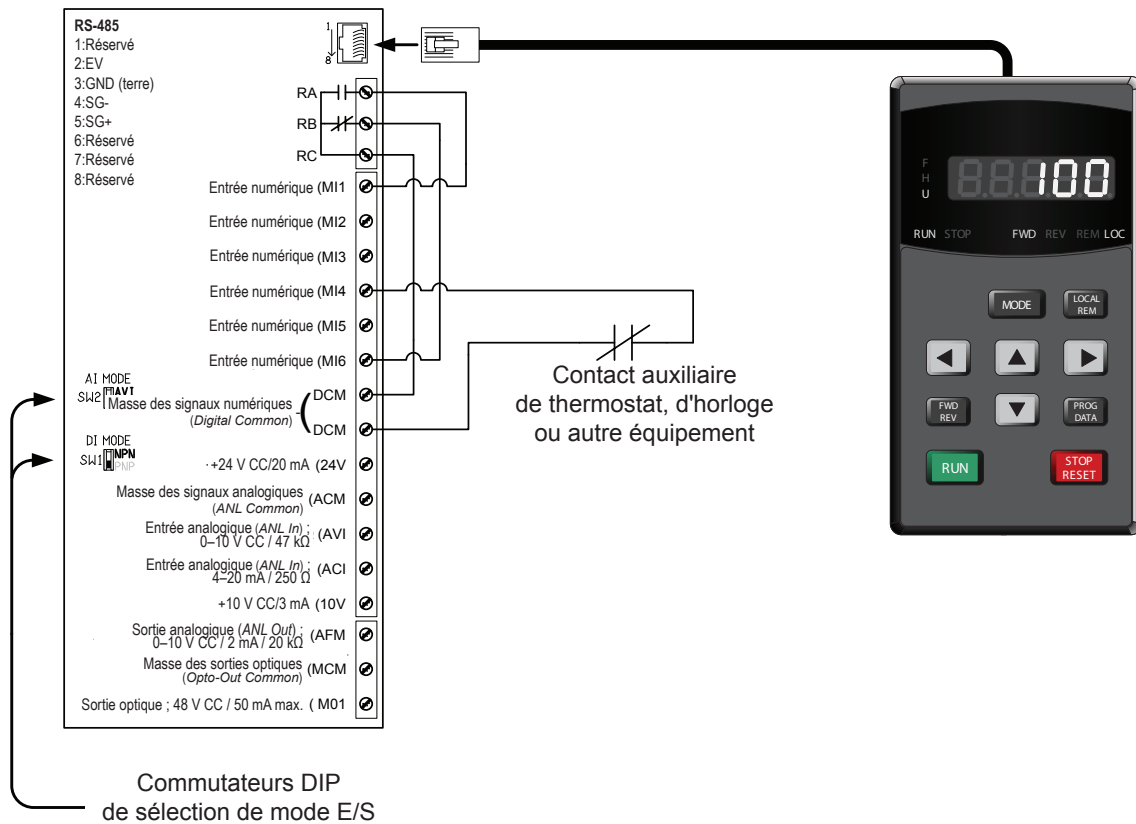 RS-485
1:Réservé
2:EV
3:GND (terre)
4:SG-
5:SG+
6:Réservé
7:Réservé
8:Réservé
1
8
RA
RB
RC
Entrée numérique (MI1
Entrée numérique (MI2
Entrée numérique (MI3
Entrée numérique (MI4
Entrée numérique (MI5
Entrée numérique (MI6
AI MODE
SW2 AVI
Masse des signaux numériques
(Digital Common)
DCM
DCM
DI MODE
SW1 NPN
PNP
+24 V CC/20 mA (24V
Masse des signaux analogiques
(ANL Common)
(ACM
Entrée analogique (ANL In) ;
0–10 V CC / 47 kΩ
(AVI
Entrée analogique (ANL In) ;
4–20 mA / 250 Ω
(ACI
+10 V CC/3 mA (10V
Sortie analogique (ANL Out) ;
0–10 V CC / 2 mA / 20 kΩ
(AFM
Masse des sorties optiques
(Opto-Out Common)
(MCM
Sortie optique ; 48 V CC / 50 mA max. ( M01
Commutateurs DIP
de sélection de mode E/S
Contact auxiliaire
de thermostat, d'horloge
ou autre équipement
F
H
U
100
RUN STOP FWD REV REM LOC
MODE
LOCAL
REM
FWD
REV
PROG
DATA
RUN
STOP
RESET